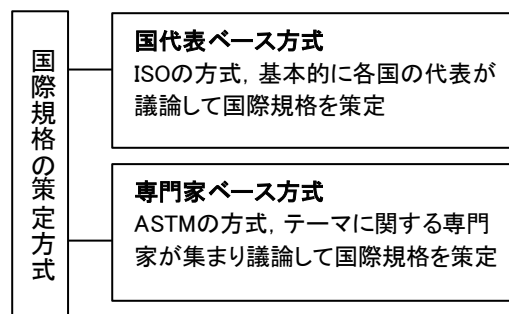 国際規格の策定方式
国代表ベース方式
ISOの方式，基本的に各国の代表が
議論して国際規格を策定
専門家ベース方式
ASTMの方式，テーマに関する専門
家が集まり議論して国際規格を策定